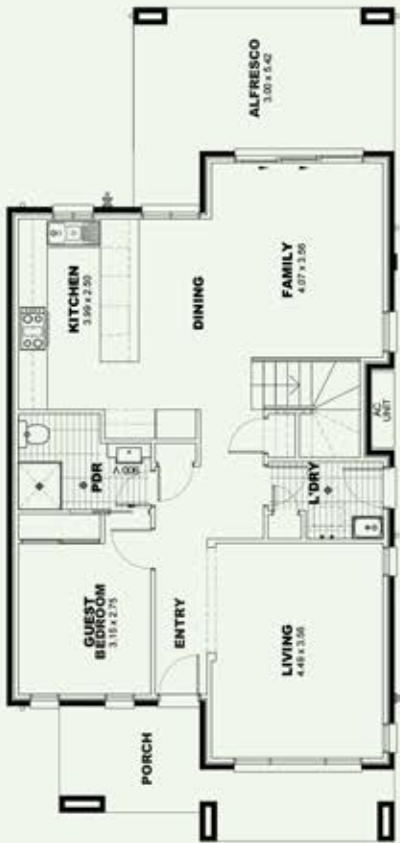 ALFRESCO
3.00 x 5.42
KITCHEN
3.99 x 2.50
DINING
FAMILY
4.07 x 3.56
PDR
900 V
L'DRY
AC
UNIT
GUEST
BEDROOM
3.15 x 2.75
ENTRY
LIVING
4.49 x 3.56
PORCH